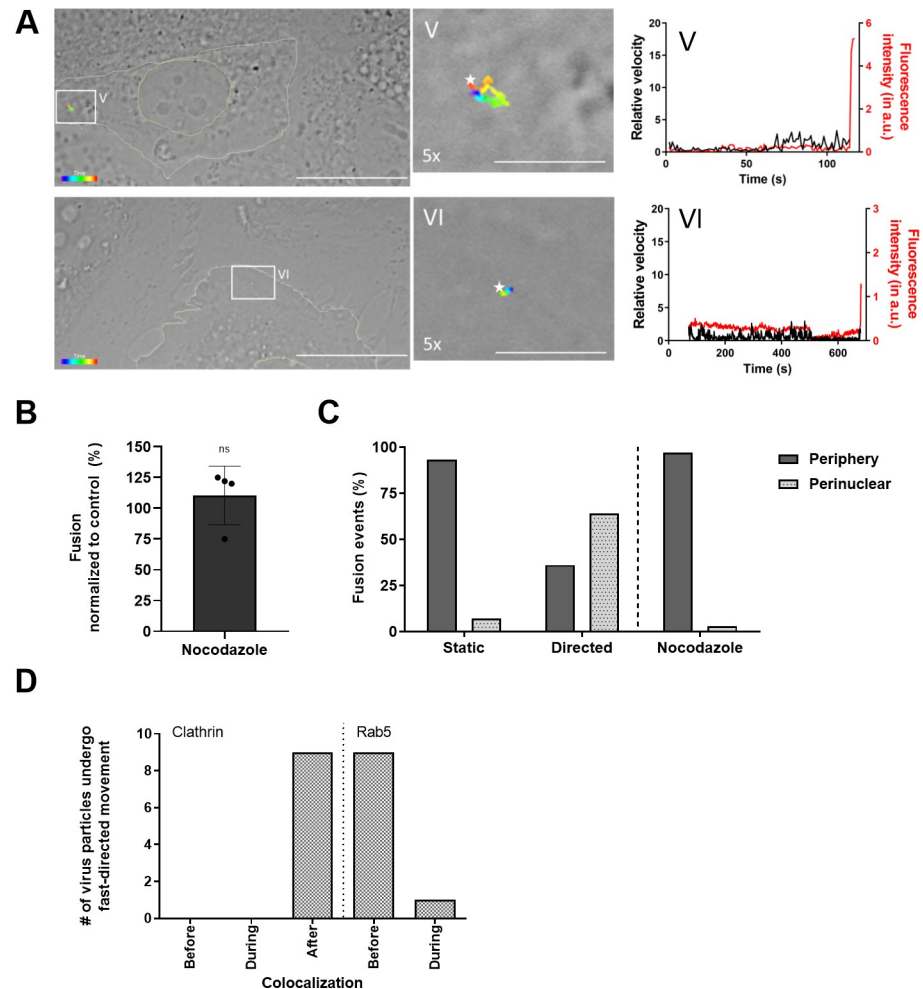 A
V
Time
V
5x
V
20
15
10
5
0
Relative velocity
0
2
4
6
Fluorescence
intensity (in a.u.)
50
100
Time (s)
VI
Time
VI
5x
VI
20
15
10
5
0
Relative velocity
0
1
2
3
Fluorescence
intensity (in a.u.)
0 200 400 600
Time (s)
B
Fusion
normalized to control (%)
150
125
100
75
50
25
0
ns
Nocodazole
C
Fusion events (%)
100
75
50
25
0
Static Directed Nocodazole
Periphery
Perinuclear
D
# of virus particles undergo
fast-directed movement
10
8
6
4
2
0
Clathrin Rab5
Before During After Before During
Colocalization